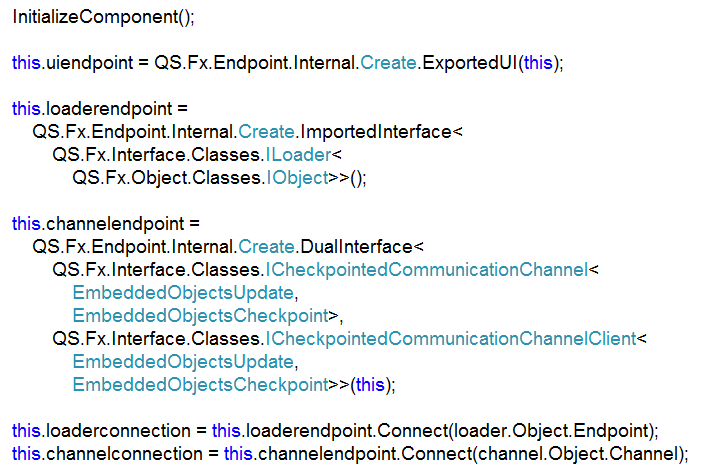 InitializeComponent();
this.uiendpoint = QS.Fx.Endpoint.Internal.Create.ExportedUI(this);
this.loaderendpoint =
QS.Fx.Endpoint.Internal.Create.ImportedInterface<
QS.Fx.Interface.Classes.ILoader<
QS.Fx.Object.Classes.IObject>>();
this.channelendpoint =
QS.Fx.Endpoint.Internal.Create.DualInterface<
QS.Fx.Interface.Classes.ICheckpointedCommunicationChannel<
EmbeddedObjectsUpdate,
EmbeddedObjectsCheckpoint>,
QS.Fx.Interface.Classes.ICheckpointedCommunicationChannelClient<
EmbeddedObjectsUpdate,
EmbeddedObjectsCheckpoint>>(this);
this.loaderconnection = this.loaderendpoint.Connect(loader.Object.Endpoint);
this.channelconnection = this.channelendpoint.Connect(channel.Object.Channel);